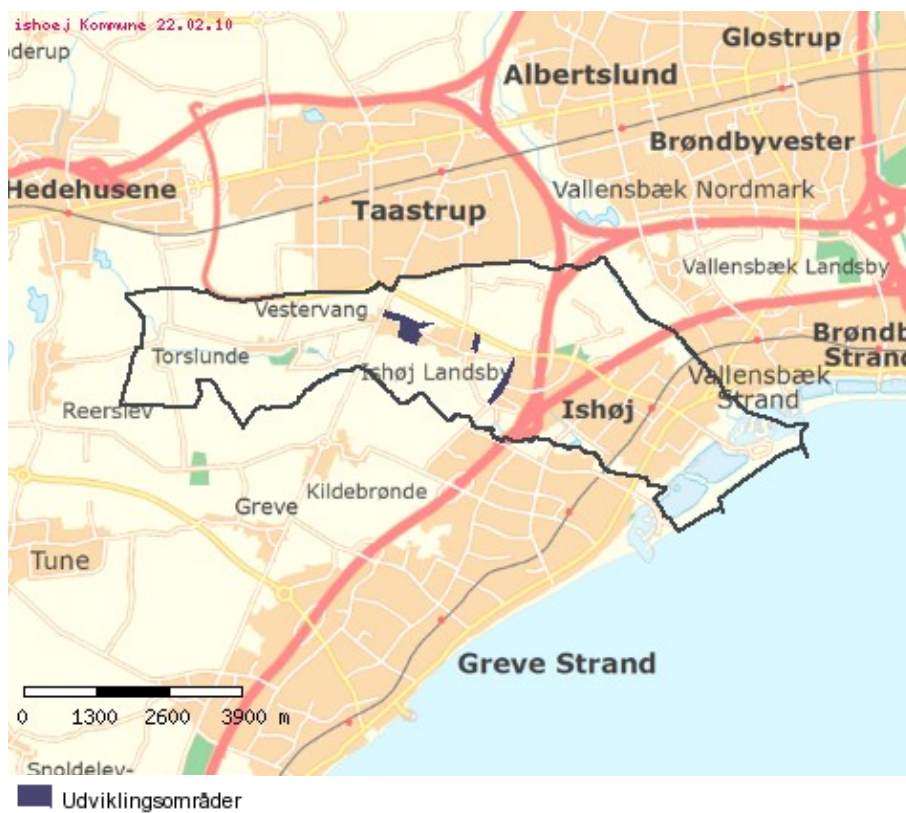 ishoej Kommune 22.02.10
Glostrup
oderup
Albertslund
Brøndbyvester
Hedehusene
Vallensbæk Nordmark
Taastrup
Vallensbæk Landsby
Vestervang
Brøndb
Strand
Torslunde
Ishøj Landsby
Vallensbæk
Strand
Reerslev
Ishøj
Kildebrønde
Greve
Tune
Greve Strand
0 1300 2600 3900 m
Snoldelev-
Udviklingsområder